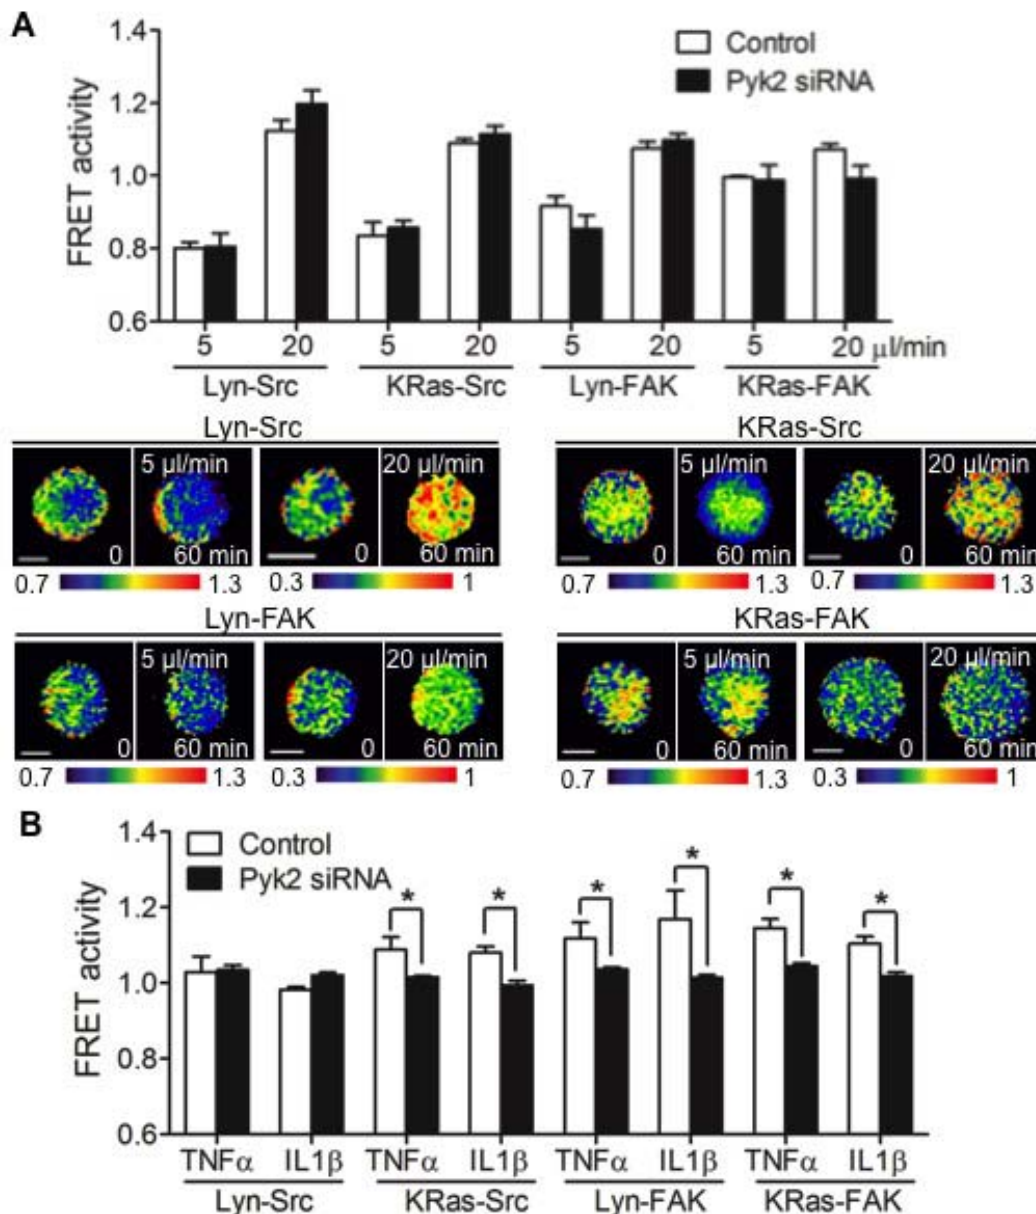 A
1.4
1.2
1.0
0.8
0.6
FRET activity
Control
Pyk2 siRNA
5 20 5 20 5 20 5 20 μl/min
Lyn-Src KRas-Src Lyn-FAK KRas-FAK
Lyn-Src
5 μl/min 20 μl/min
0 60 min 0 60 min
0.7 1.3 0.3 1
KRas-Src
5 μl/min 20 μl/min
0 60 min 0 60 min
0.7 1.3 0.7 1.3
Lyn-FAK
5 μl/min 20 μl/min
0 60 min 0 60 min
0.7 1.3 0.3 1
KRas-FAK
5 μl/min 20 μl/min
0 60 min 0 60 min
0.7 1.3 0.3 1
B
1.4
1.2
1.0
0.8
0.6
FRET activity
Control
Pyk2 siRNA
* * * * * *
TNFα IL1β TNFα IL1β TNFα IL1β TNFα IL1β
Lyn-Src KRas-Src Lyn-FAK KRas-FAK